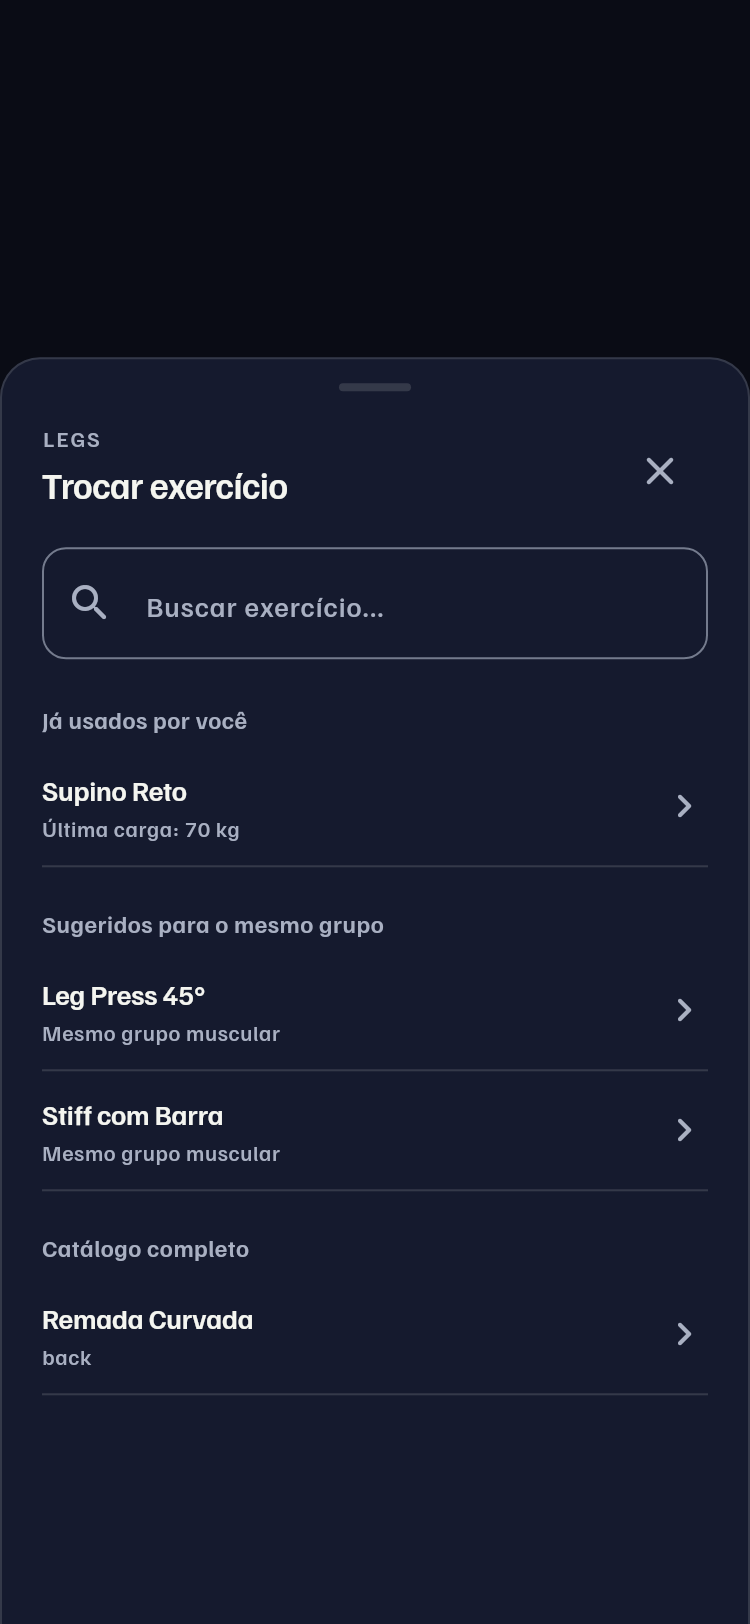 LEGS
Trocar exercício
Buscar exercício...
Já usados por você
Supino Reto
Última carga: 70 kg
Sugeridos para o mesmo grupo
Leg Press 45°
Mesmo grupo muscular
Stiff com Barra
Mesmo grupo muscular
Catálogo completo
Remada Curvada
back